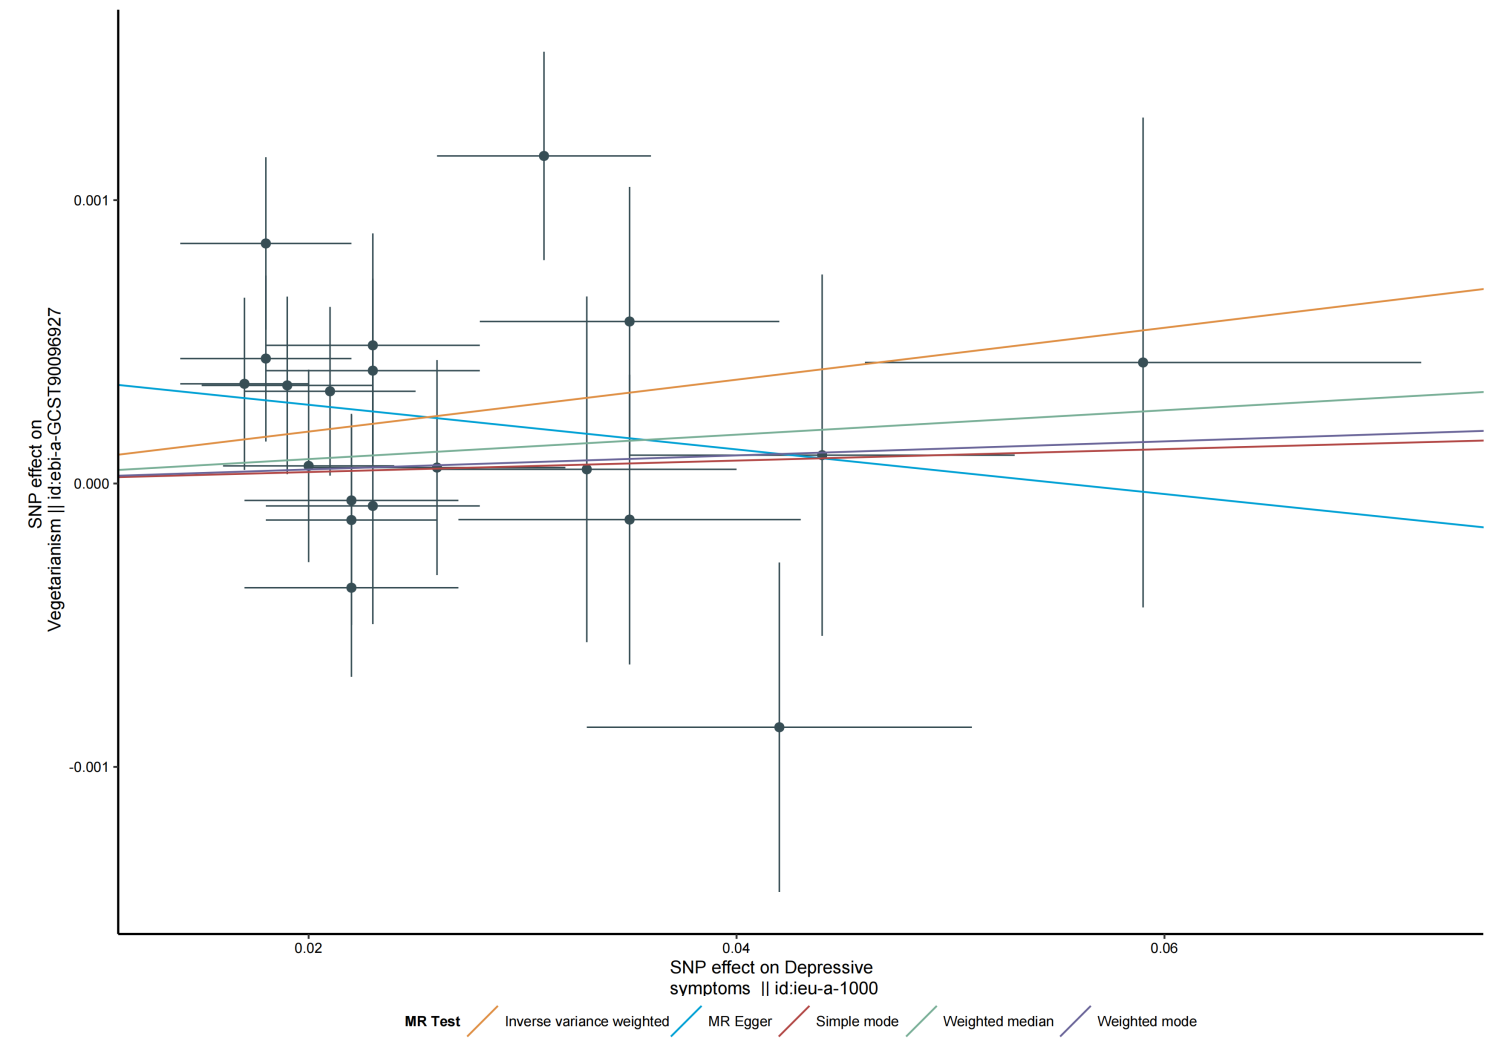 SNP effect on
Vegetarianism || id:ebi-a-GCST90096927
0.001
0.000
-0.001
0.02
0.04
0.06
SNP effect on Depressive
symptoms || id:ieu-a-1000
MR Test
Inverse variance weighted
MR Egger
Simple mode
Weighted median
Weighted mode